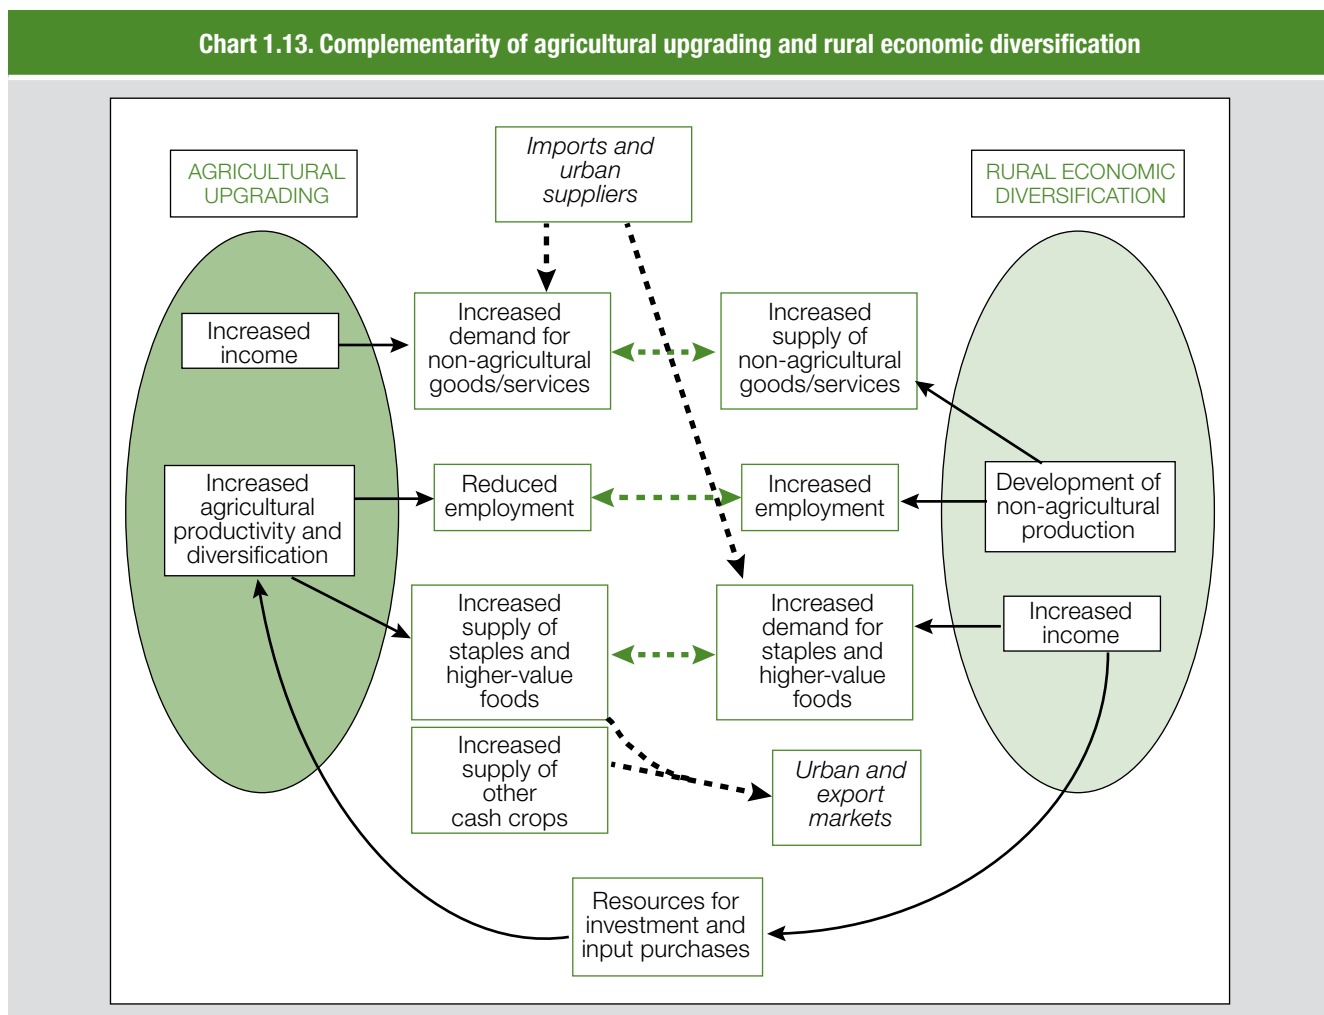 Chart 1.13. Complementarity of agricultural upgrading and rural economic diversification
AGRICULTURAL
UPGRADING
Imports and
urban
suppliers
RURAL ECONOMIC
DIVERSIFICATION
Increased
income
Increased
demand for
non-agricultural
goods/services
Increased
supply of
non-agricultural
goods/services
Increased
agricultural
productivity and
diversification
Reduced
employment
Increased
employment
Development of
non-agricultural
production
Increased
supply of
staples and
higher-value
foods
Increased
demand for
staples and
higher-value
foods
Increased
income
Increased
supply of
other
cash crops
Urban and
export
markets
Resources for
investment and
input purchases